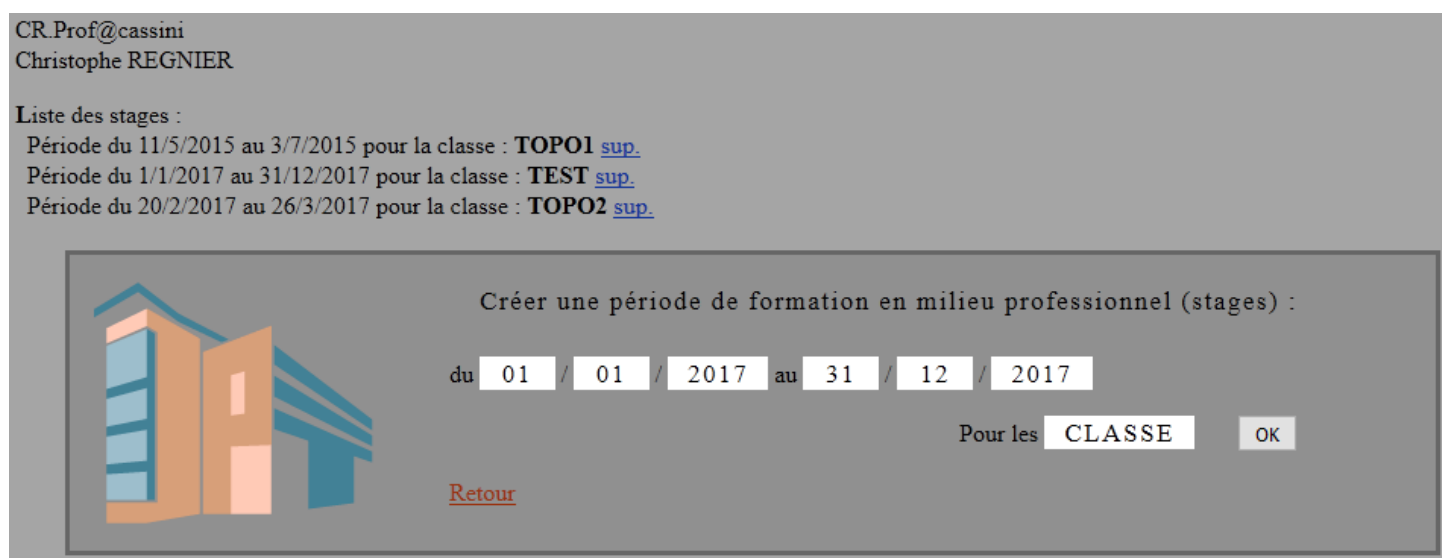 CR.Prof@cassini
Christophe REGNIER
Liste des stages :
Période du 11/5/2015 au 3/7/2015 pour la classe : TOPO1 sup.
Période du 1/1/2017 au 31/12/2017 pour la classe : TEST sup.
Période du 20/2/2017 au 26/3/2017 pour la classe : TOPO2 sup.
Créer une période de formation en milieu professionnel (stages) :
du 01 / 01 / 2017 au 31 / 12 / 2017
Pour les CLASSE OK
Retour